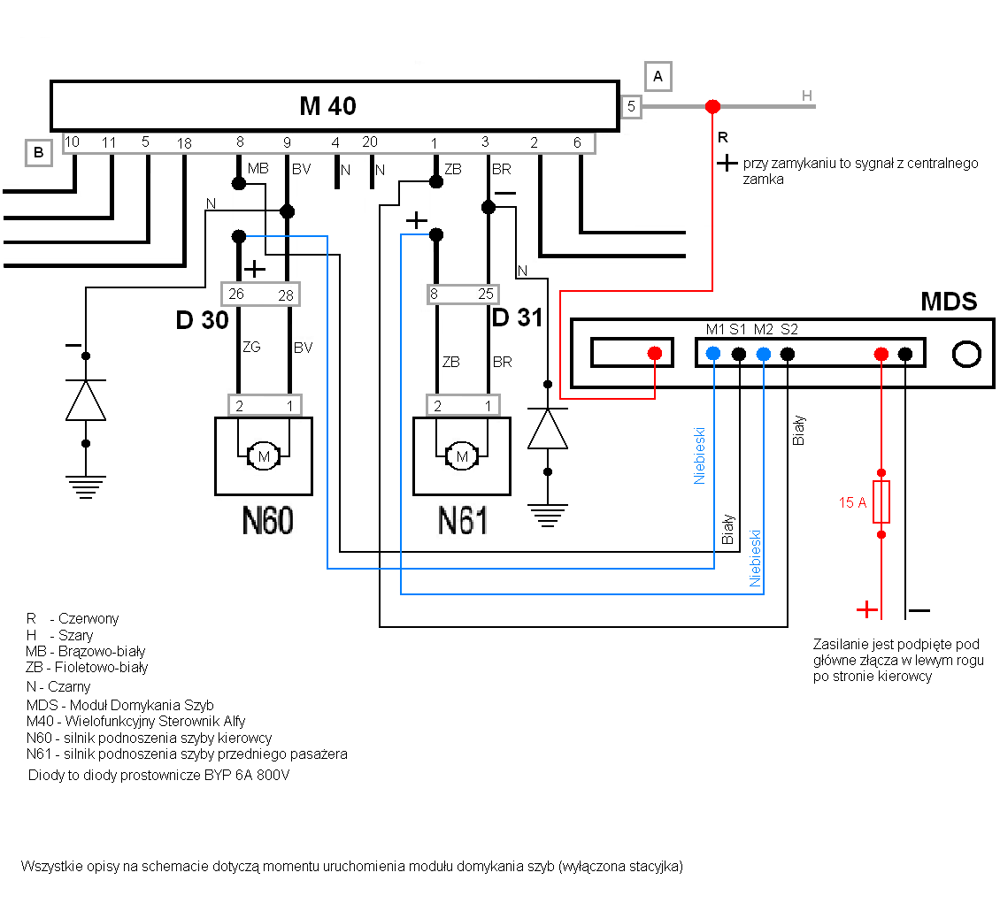 A
M 40
5
H
B
10 11 5 18 8 9 4 20 1 3 2 6
R
+ przy zamykaniu to sygnał z centralnego
zamka
MB BV N N ZB BR
N
−
+
+
N
26 28
8 25
D 30
D 31
MDS
M1 S1 M2 S2
ZG BV
ZB BR
−
2 1
2 1
M
M
N60
N61
Niebieski
Biały
Niebieski
Biały
15 A
+ −
Zasilanie jest podpięte pod
główne złącza w lewym rogu
po stronie kierowcy
R - Czerwony
H - Szary
MB - Brązowo-biały
ZB - Fioletowo-biały
N - Czarny
MDS - Moduł Domykania Szyb
M40 - Wielofunkcyjny Sterownik Alfy
N60 - silnik podnoszenia szyby kierowcy
N61 - silnik podnoszenia szyby przedniego pasażera
Diody to diody prostownicze BYP 6A 800V
Wszystkie opisy na schemacie dotyczą momentu uruchomienia modułu domykania szyb (wyłączona stacyjka)